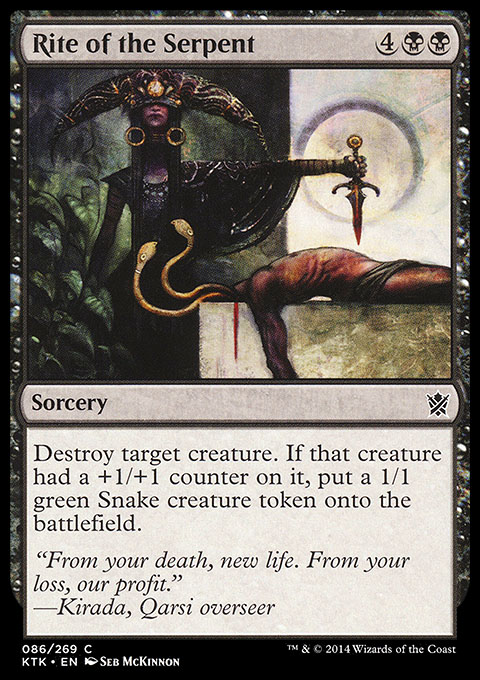 Rite of the Serpent 4
Sorcery
Destroy target creature. If that creature
had a +1/+1 counter on it, put a 1/1
green Snake creature token onto the
battlefield.
“From your death, new life. From your
loss, our profit.”
—Kirada, Qarsi overseer
086/269 C
KTK • EN Seb McKinnon ™ & © 2014 Wizards of the Coast